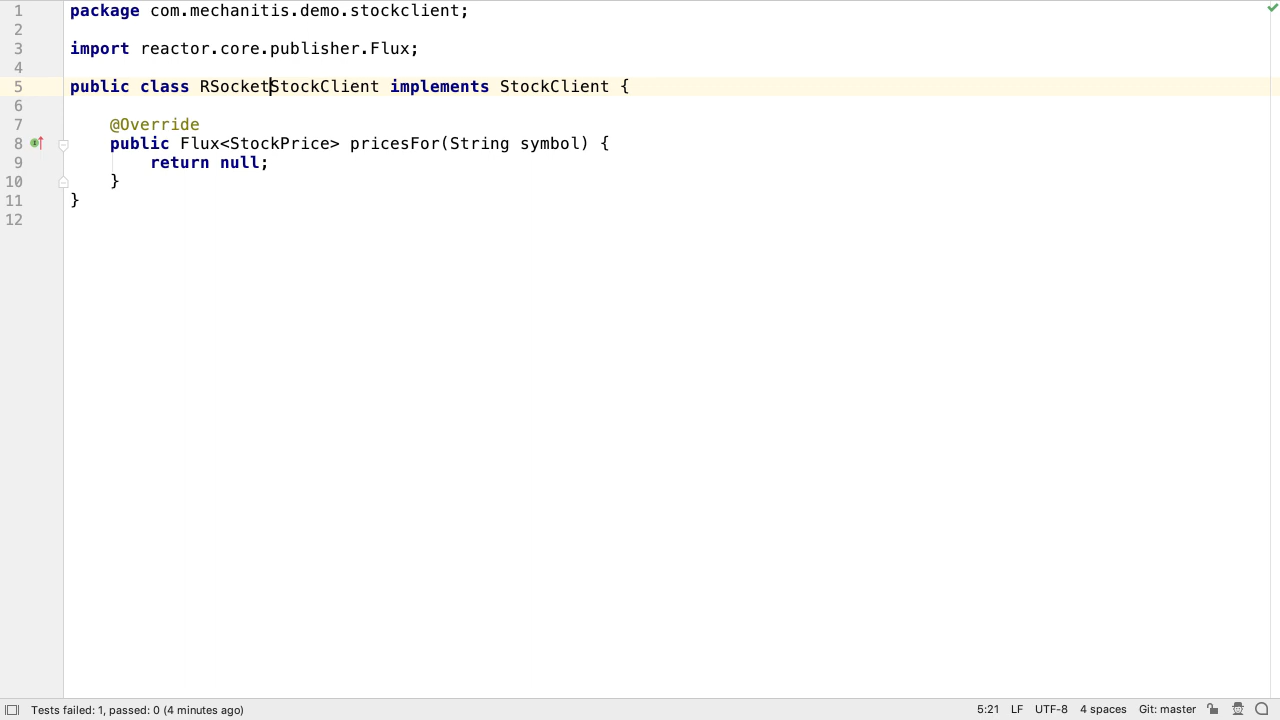 1 package com.mechanitis.demo.stockclient;
2
3 import reactor.core.publisher.Flux;
4
5 public class RSocketStockClient implements StockClient {
6
7 @Override
8 public Flux<StockPrice> pricesFor(String symbol) {
9 return null;
10 }
11 }
12
Tests failed: 1, passed: 0 (4 minutes ago) 5:21 LF UTF-8 4 spaces Git: master